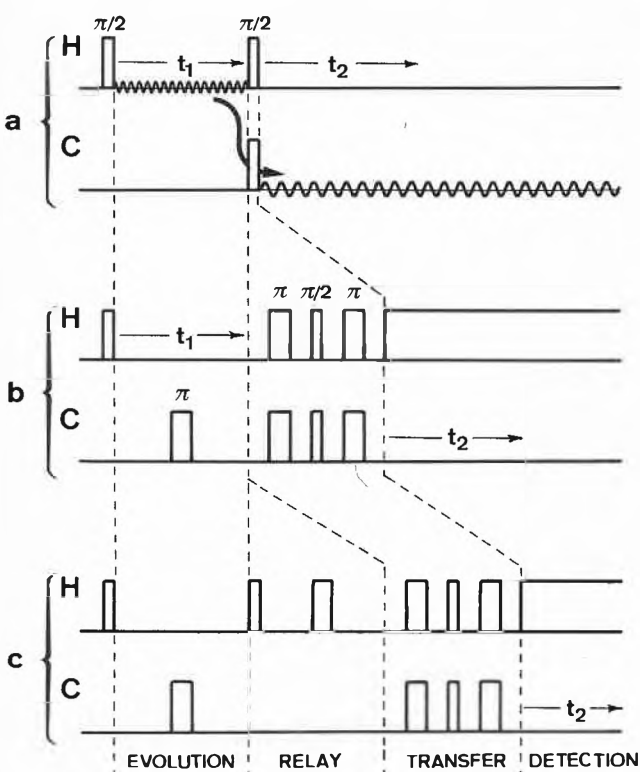 π/2 π/2
H t₁ t₂
a
C
π π/2 π
H t₁
b
π
C t₂
H
c
C t₂
EVOLUTION RELAY TRANSFER DETECTION